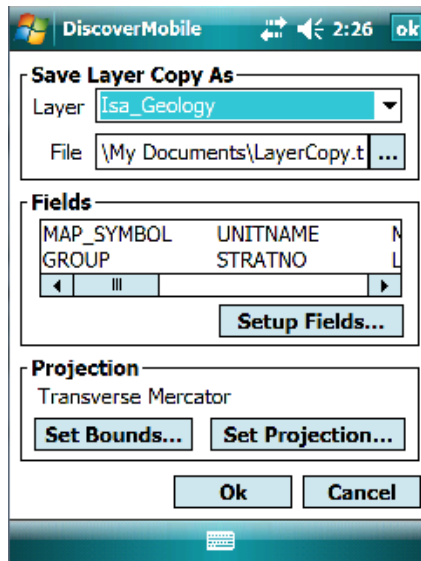 DiscoverMobile 2:26 ok
Save Layer Copy As
Layer Isa_Geology
File \My Documents\LayerCopy.t ...
Fields
MAP_SYMBOL UNITNAME
GROUP STRATNO L
Setup Fields...
Projection
Transverse Mercator
Set Bounds... Set Projection...
Ok Cancel